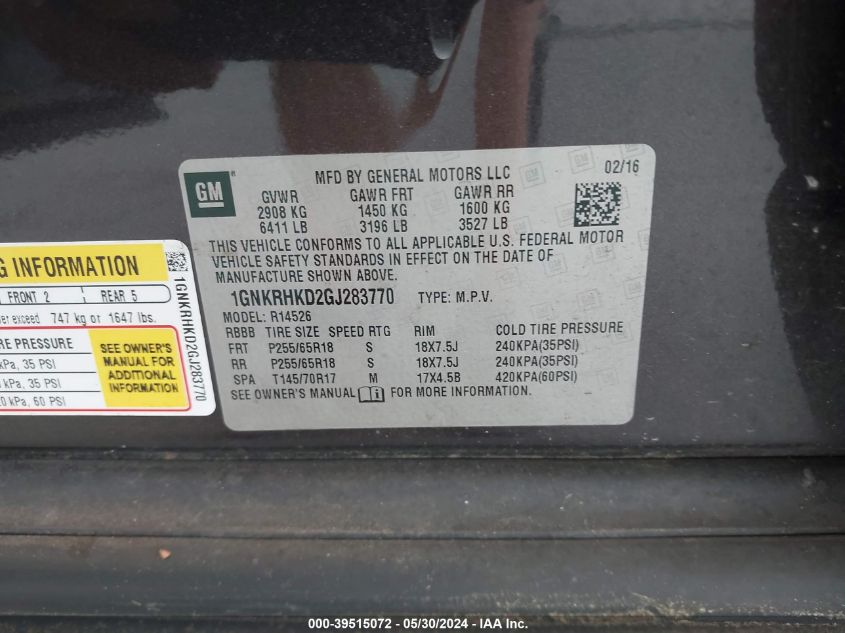 GM
MFD BY GENERAL MOTORS LLC 02/16
GVWR GAWR FRT GAWR RR
2908 KG 1450 KG 1600 KG
6411 LB 3196 LB 3527 LB
THIS VEHICLE CONFORMS TO ALL APPLICABLE U.S. FEDERAL MOTOR
VEHICLE SAFETY STANDARDS IN EFFECT ON THE DATE OF
MANUFACTURE SHOWN ABOVE.
1GNKRHKD2GJ283770 TYPE: M.P.V.
MODEL: R14526
RBBB TIRE SIZE SPEED RTG RIM COLD TIRE PRESSURE
FRT P255/65R18 S 18X7.5J 240KPA(35PSI)
RR P255/65R18 S 18X7.5J 240KPA(35PSI)
SPA T145/70R17 M 17X4.5B 420KPA(60PSI)
SEE OWNER'S MANUAL i FOR MORE INFORMATION.
INFORMATION
FRONT 2 REAR 5
exceed 747 kg or 1647 lbs.
PRESSURE
kPa, 35 PSI
kPa, 35 PSI
kPa, 60 PSI
SEE OWNER'S
MANUAL FOR
ADDITIONAL
INFORMATION
1GNKRHKD2GJ283770
000-39515072 - 05/30/2024 - IAA Inc.